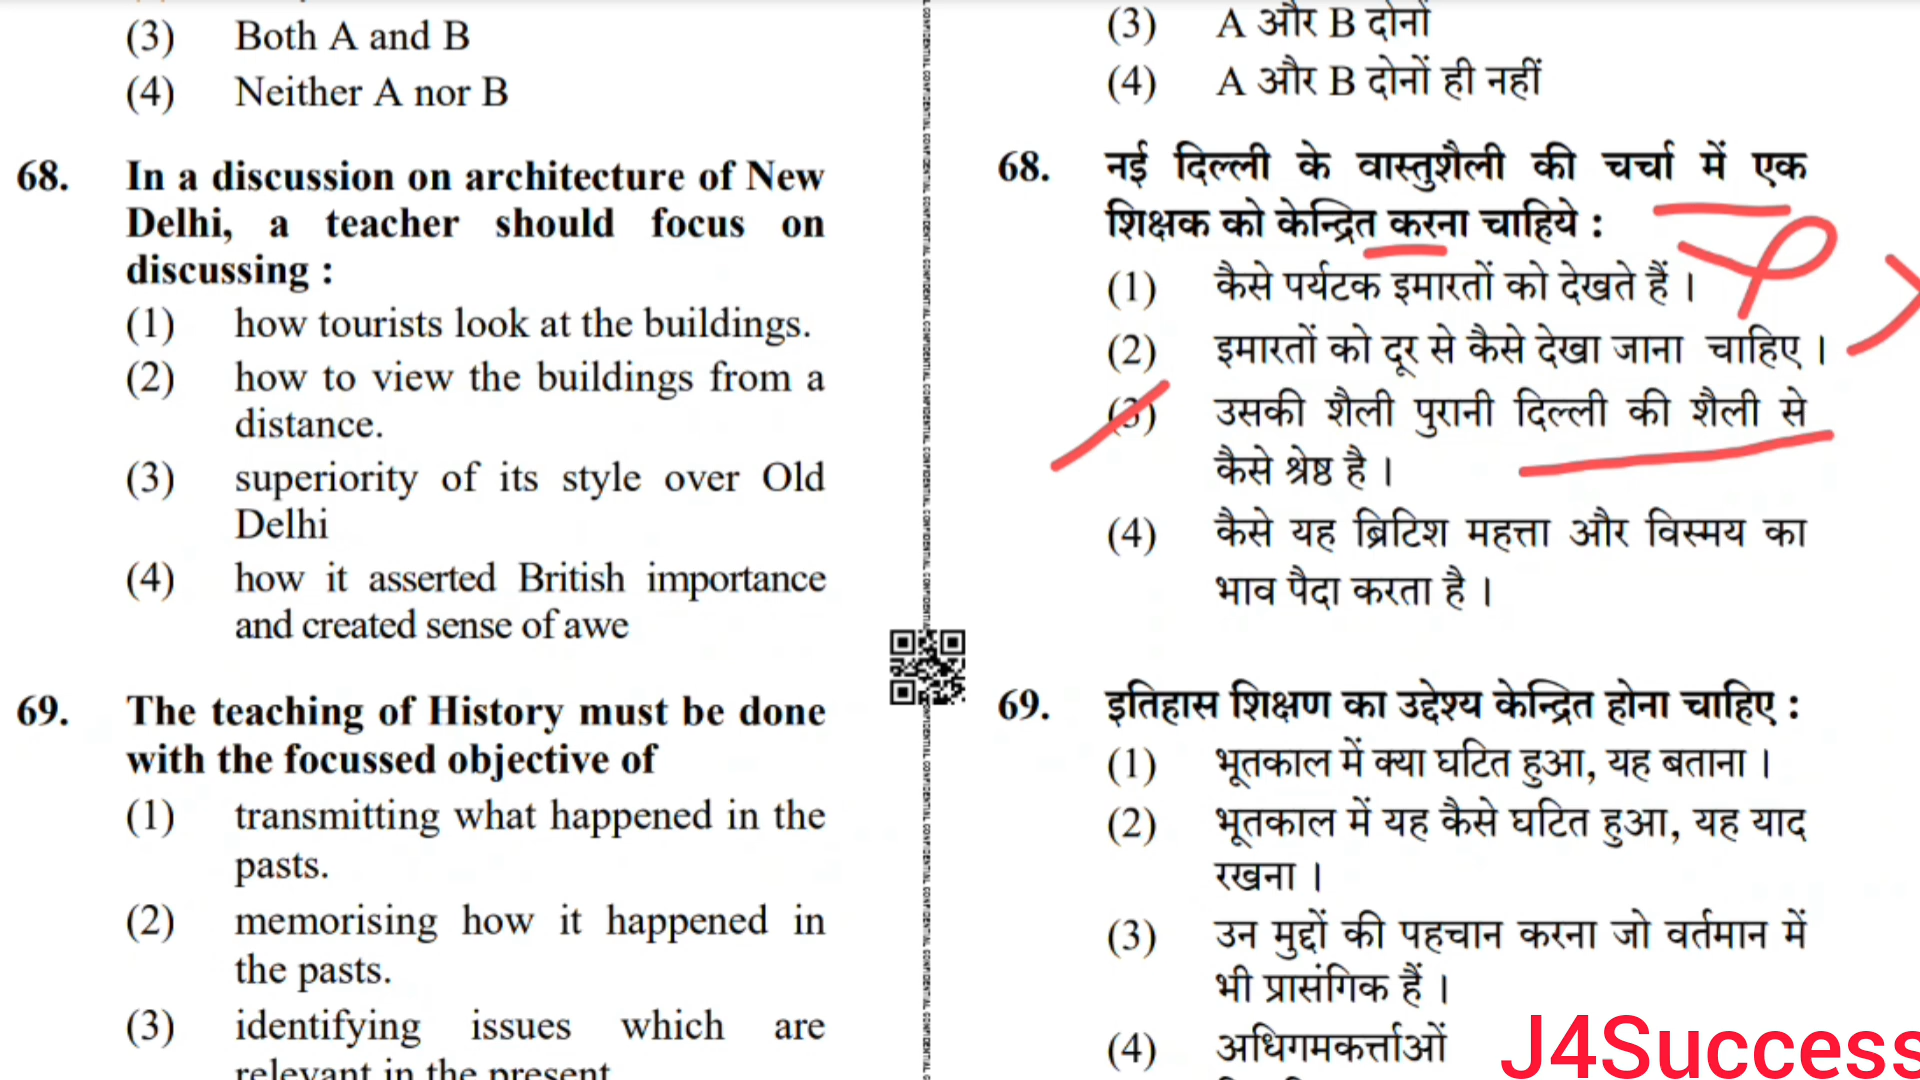 (3) Both A and B
(4) Neither A nor B
68. In a discussion on architecture of New
Delhi, a teacher should focus on
discussing :
(1) how tourists look at the buildings.
(2) how to view the buildings from a
distance.
(3) superiority of its style over Old
Delhi
(4) how it asserted British importance
and created sense of awe
69. The teaching of History must be done
with the focussed objective of
(1) transmitting what happened in the
pasts.
(2) memorising how it happened in
the pasts.
(3) identifying issues which are
relevant in the present
(3) A और B दोनों
(4) A और B दोनों ही नहीं
68. नई दिल्ली के वास्तुशैली की चर्चा में एक
शिक्षक को केन्द्रित करना चाहिये :
(1) कैसे पर्यटक इमारतों को देखते हैं ।
(2) इमारतों को दूर से कैसे देखा जाना चाहिए ।
(3) उसकी शैली पुरानी दिल्ली की शैली से
कैसे श्रेष्ठ है ।
(4) कैसे यह ब्रिटिश महत्ता और विस्मय का
भाव पैदा करता है ।
69. इतिहास शिक्षण का उद्देश्य केन्द्रित होना चाहिए :
(1) भूतकाल में क्या घटित हुआ, यह बताना ।
(2) भूतकाल में यह कैसे घटित हुआ, यह याद
रखना ।
(3) उन मुद्दों की पहचान करना जो वर्तमान में
भी प्रासंगिक हैं ।
(4) अधिगमकर्त्ताओं
J4Success